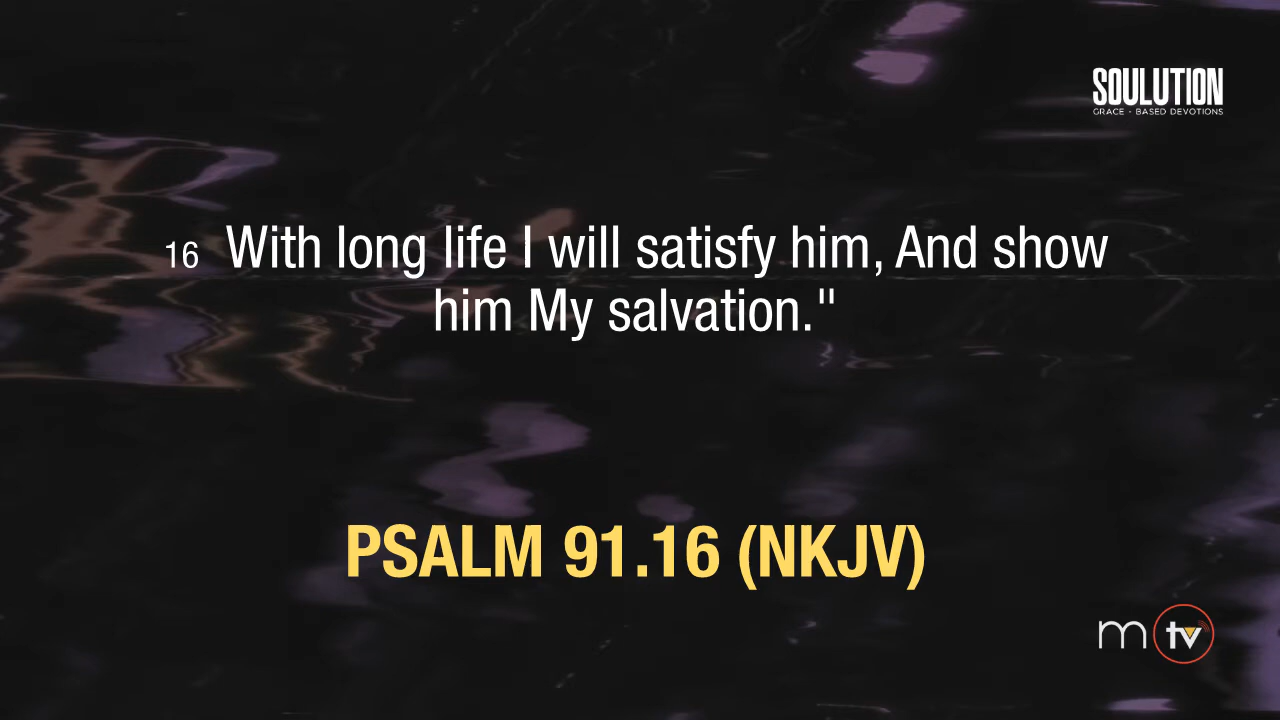 SOULUTION
GRACE - BASED DEVOTIONS
16 With long life I will satisfy him, And show
him My salvation."
PSALM 91.16 (NKJV)
m tv